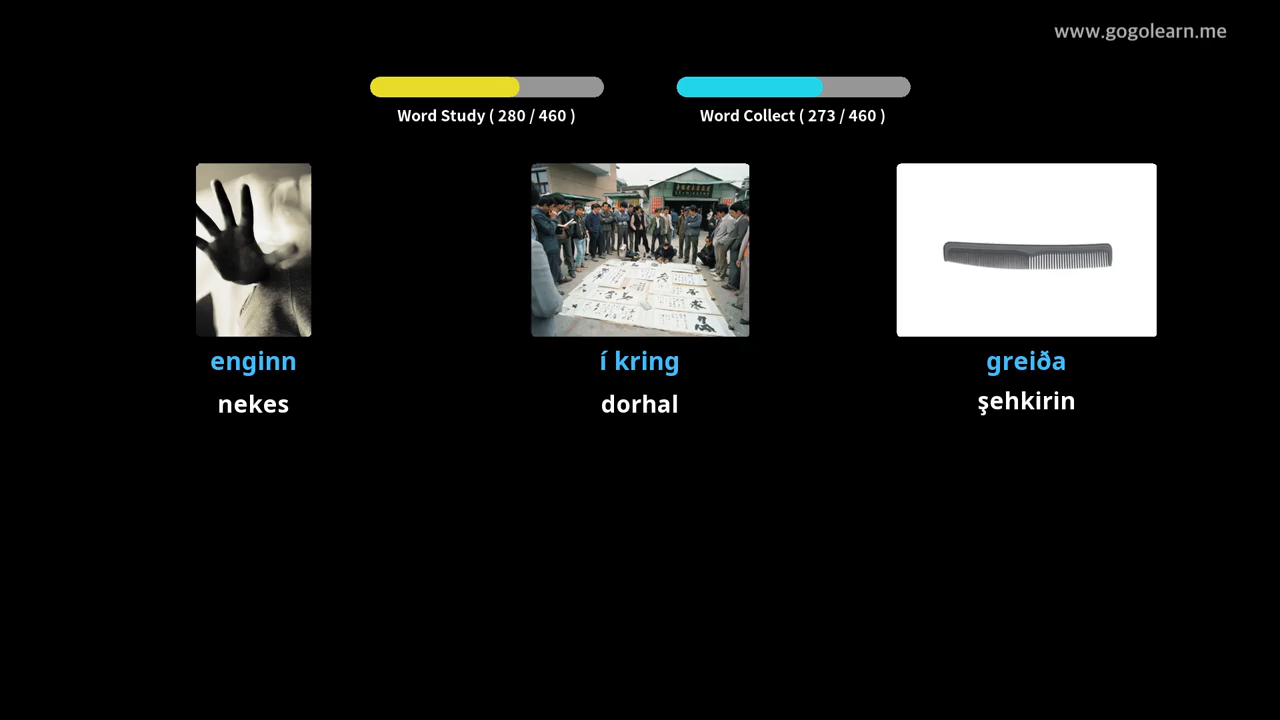 www.gogolearn.me
Word Study ( 280 / 460 )
Word Collect ( 273 / 460 )
enginn
nekes
í kring
dorhal
greiða
şehkirin